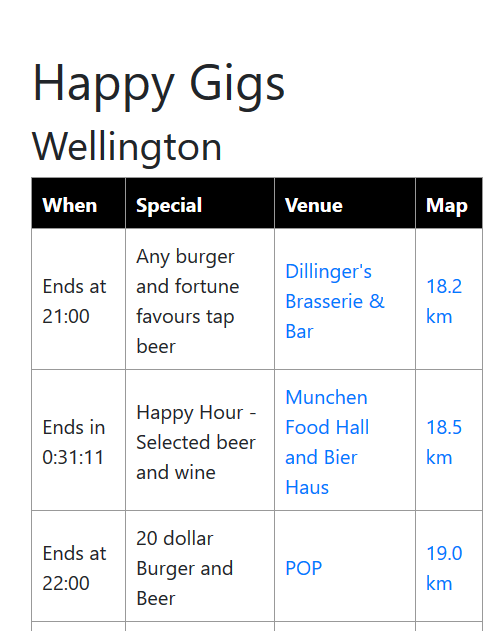 Happy Gigs
Wellington
When Special Venue Map
Ends at
21:00
Any burger
and fortune
favours tap
beer
Dillinger's
Brasserie &
Bar
18.2
km
Ends in
0:31:11
Happy Hour -
Selected beer
and wine
Munchen
Food Hall
and Bier
Haus
18.5
km
Ends at
22:00
20 dollar
Burger and
Beer
POP
19.0
km